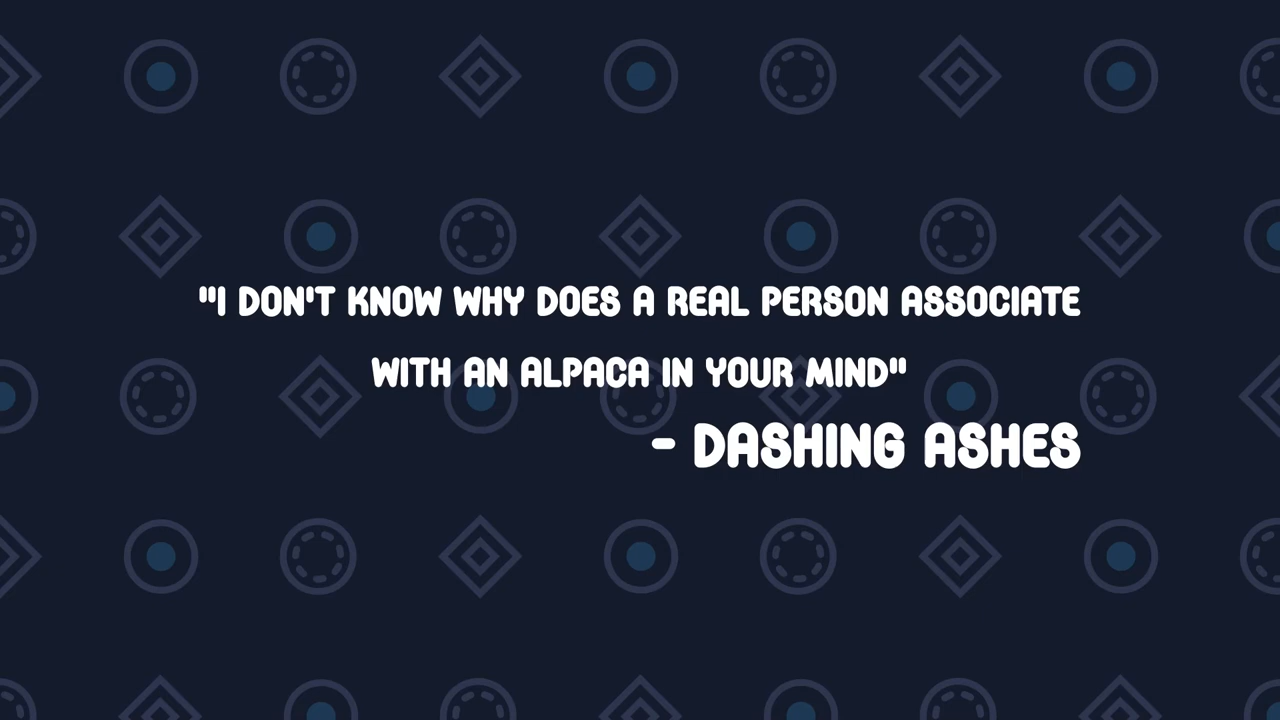 "I DON'T KNOW WHY DOES A REAL PERSON ASSOCIATE
WITH AN ALPACA IN YOUR MIND"
- DASHING ASHES